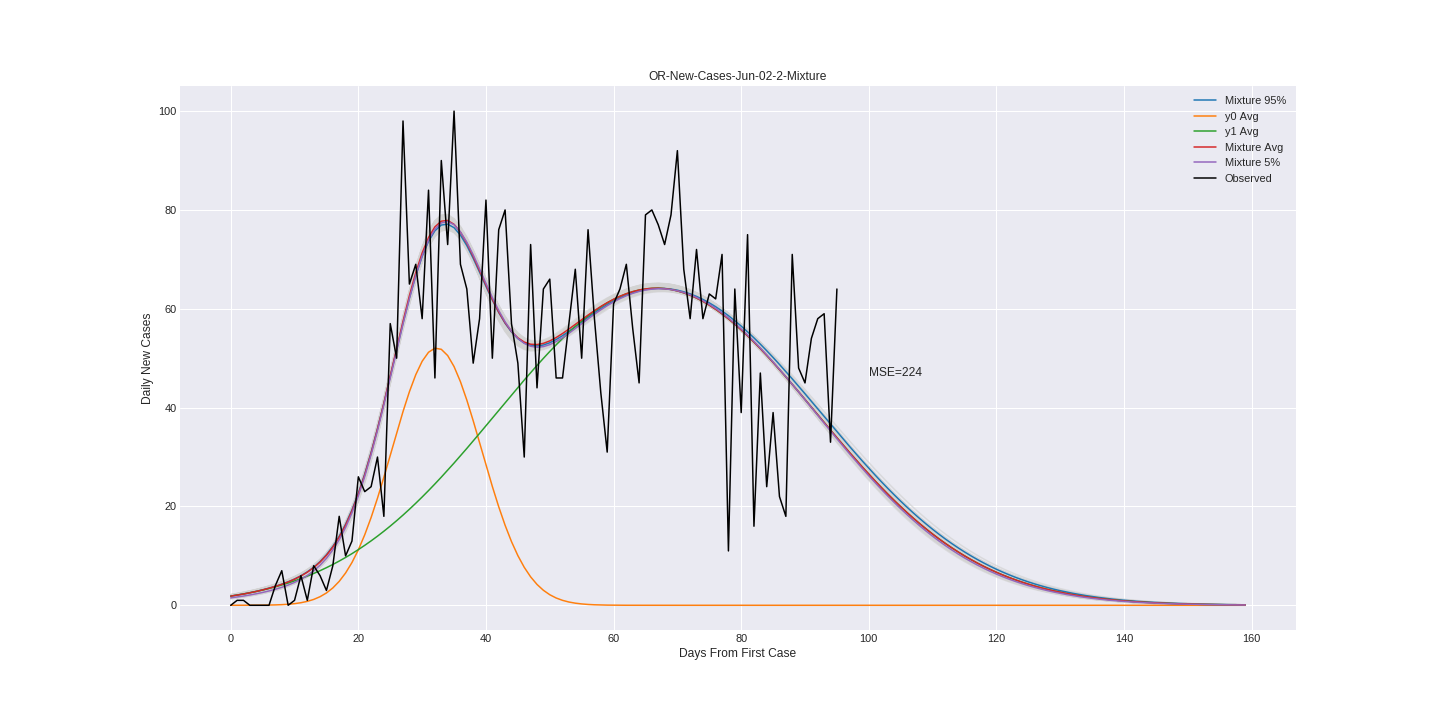 OR-New-Cases-Jun-02-2-Mixture
Mixture 95%
y0 Avg
y1 Avg
Mixture Avg
Mixture 5%
Observed
MSE=224
Daily New Cases
100
80
60
40
20
0
0 20 40 60 80 100 120 140 160
Days From First Case